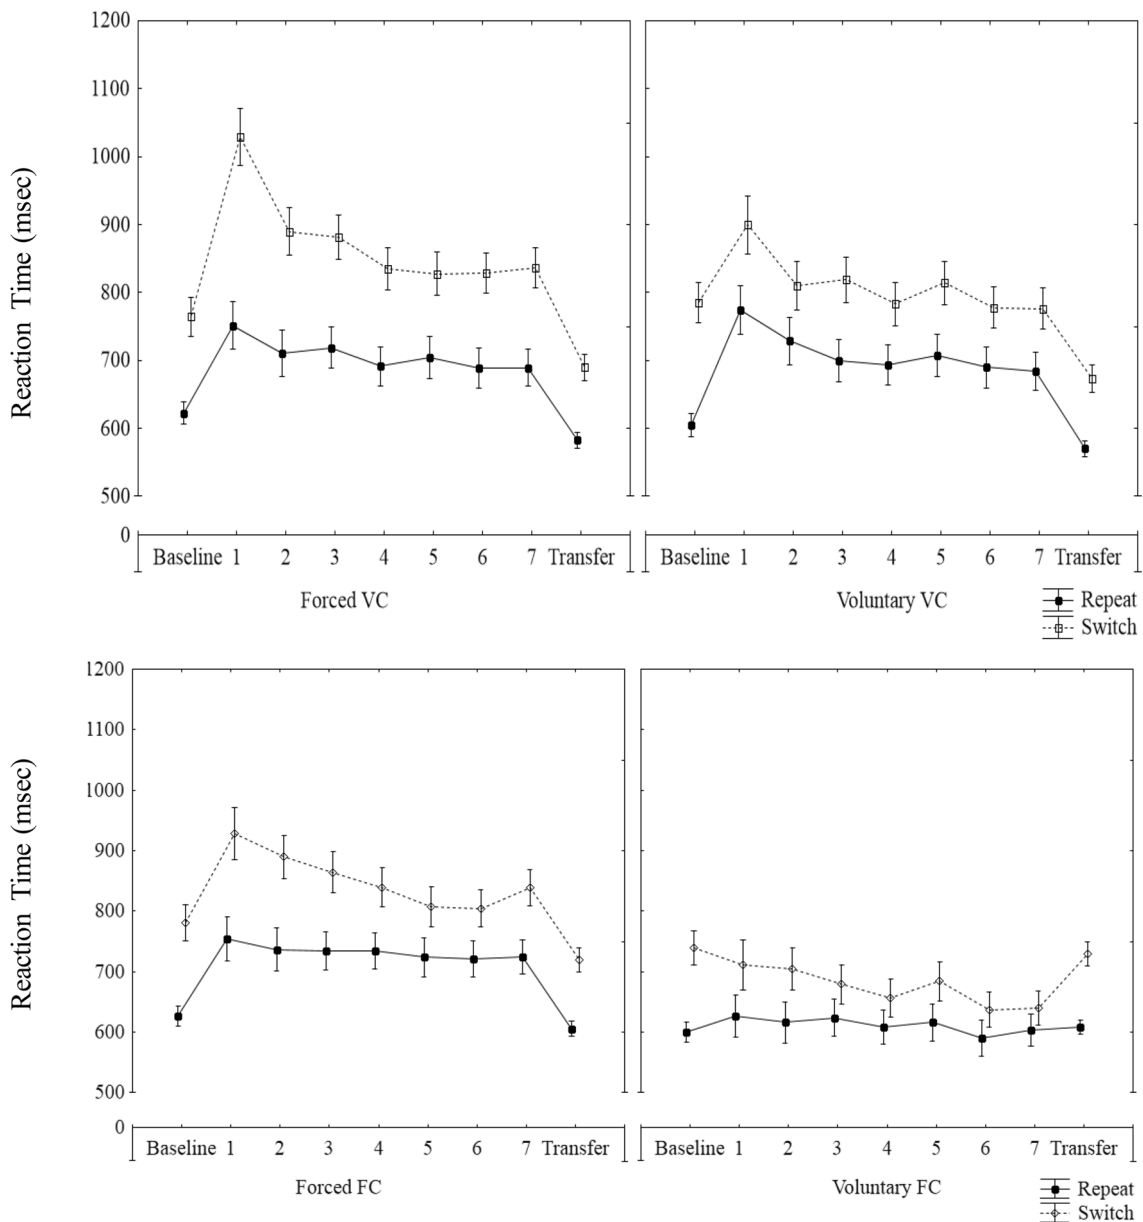 1200
1100
1000
900
800
700
600
500
0
Reaction Time (msec)
Baseline 1 2 3 4 5 6 7 Transfer
Baseline 1 2 3 4 5 6 7 Transfer
Forced VC
Voluntary VC
Repeat
Switch
1200
1100
1000
900
800
700
600
500
0
Reaction Time (msec)
Baseline 1 2 3 4 5 6 7 Transfer
Baseline 1 2 3 4 5 6 7 Transfer
Forced FC
Voluntary FC
Repeat
Switch